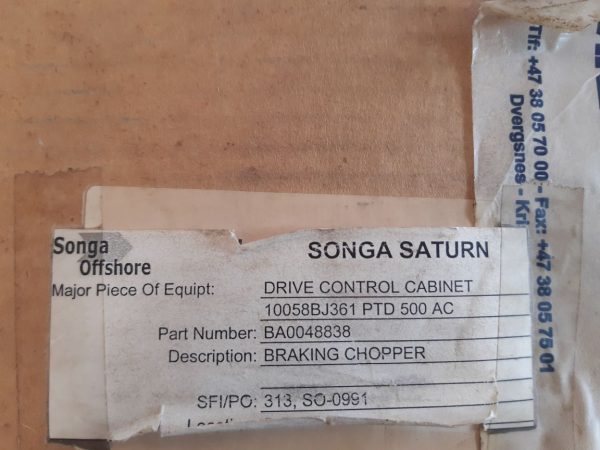 Songa
Offshore
SONGA SATURN
Major Piece Of Equipt: DRIVE CONTROL CABINET
10058BJ361 PTD 500 AC
Part Number: BA0048838
Description: BRAKING CHOPPER
SFI/PO: 313, SO-0991
Tlf: +47 38 05 70 00 - Fax: +47 38 05 75 01
Dvergsnes -